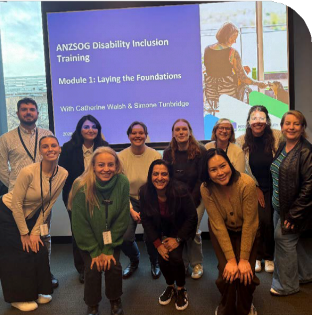 ANZSOG Disability Inclusion
Training
Module 1: Laying the Foundations
With Catherine Walsh & Simone Tunbridge